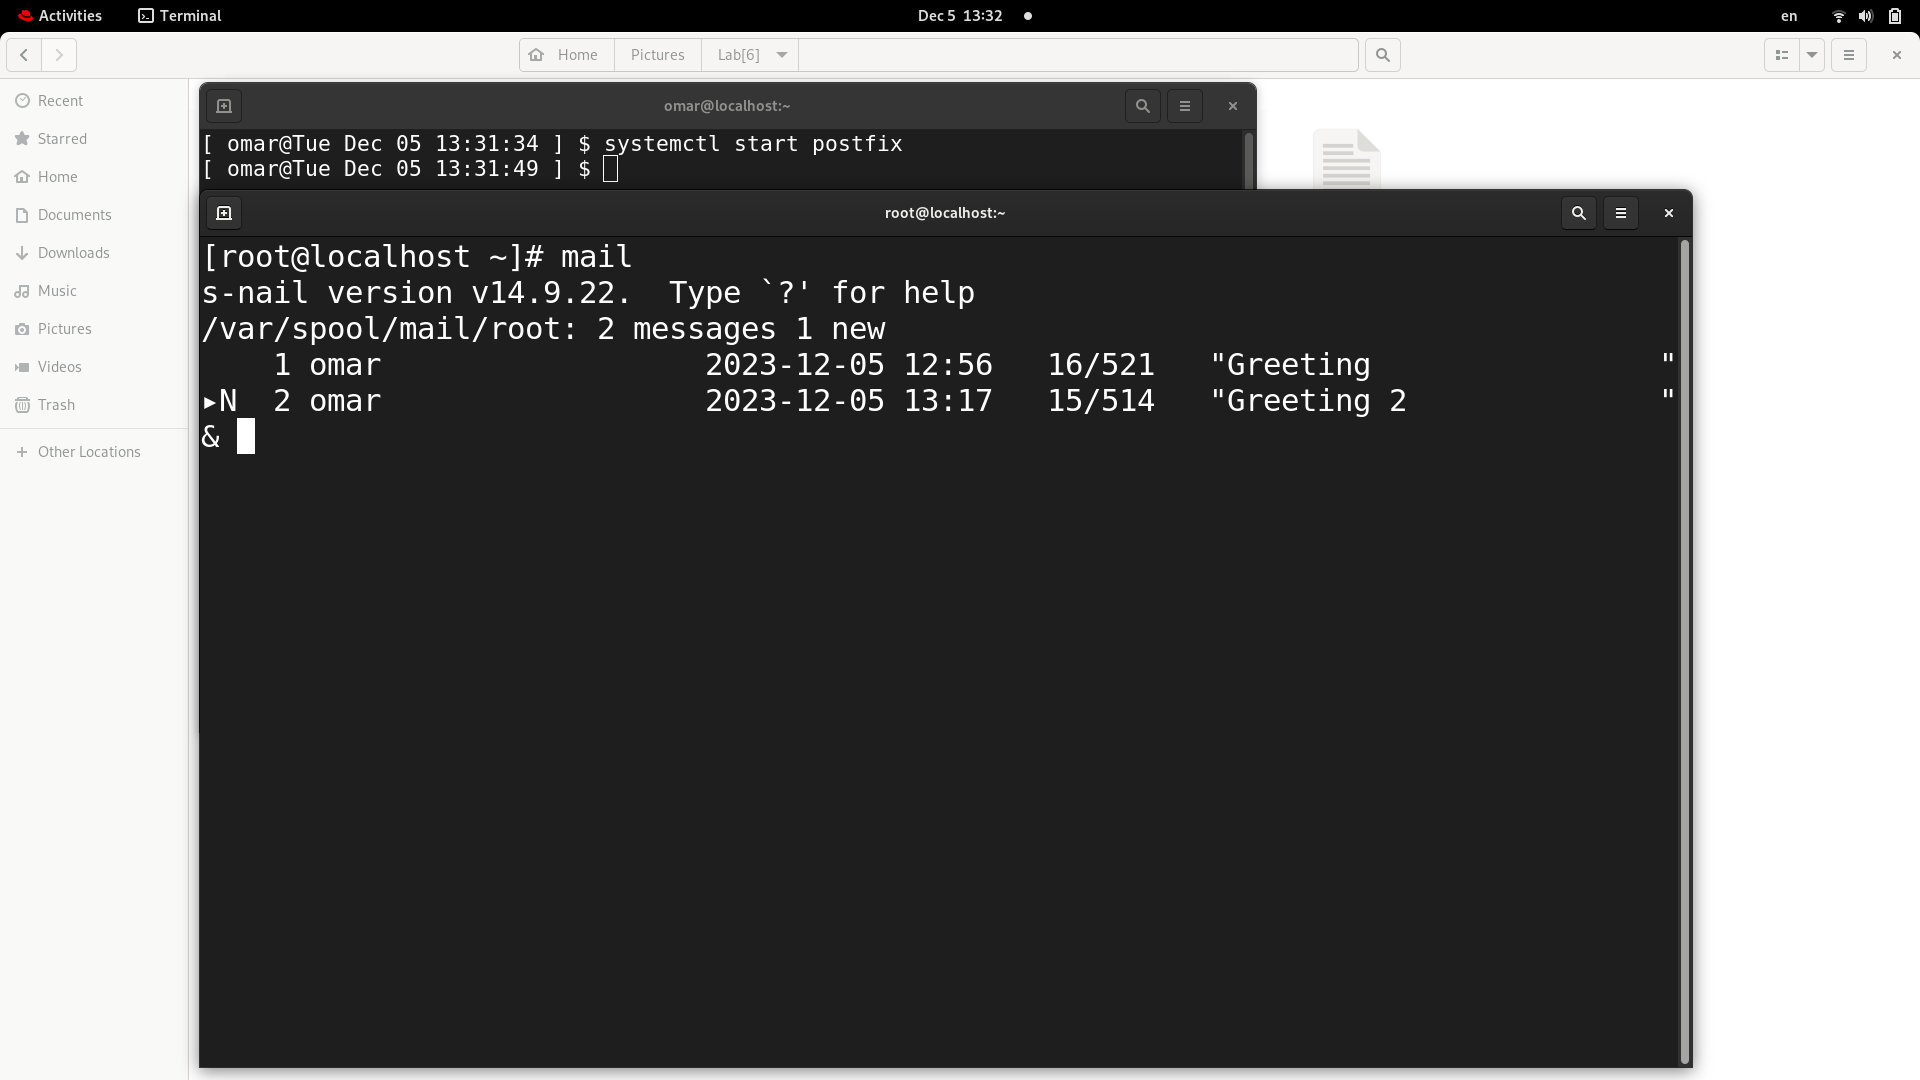 Activities Terminal Dec 5 13:32 en
Home Pictures Lab[6]
Recent
Starred
Home
Documents
Downloads
Music
Pictures
Videos
Trash
Other Locations
omar@localhost:~
[ omar@Tue Dec 05 13:31:34 ] $ systemctl start postfix
[ omar@Tue Dec 05 13:31:49 ] $
root@localhost:~
[root@localhost ~]# mail
s-nail version v14.9.22.  Type `?' for help
/var/spool/mail/root: 2 messages 1 new
    1 omar                  2023-12-05 12:56   16/521   "Greeting                "
▸N  2 omar                  2023-12-05 13:17   15/514   "Greeting 2              "
&